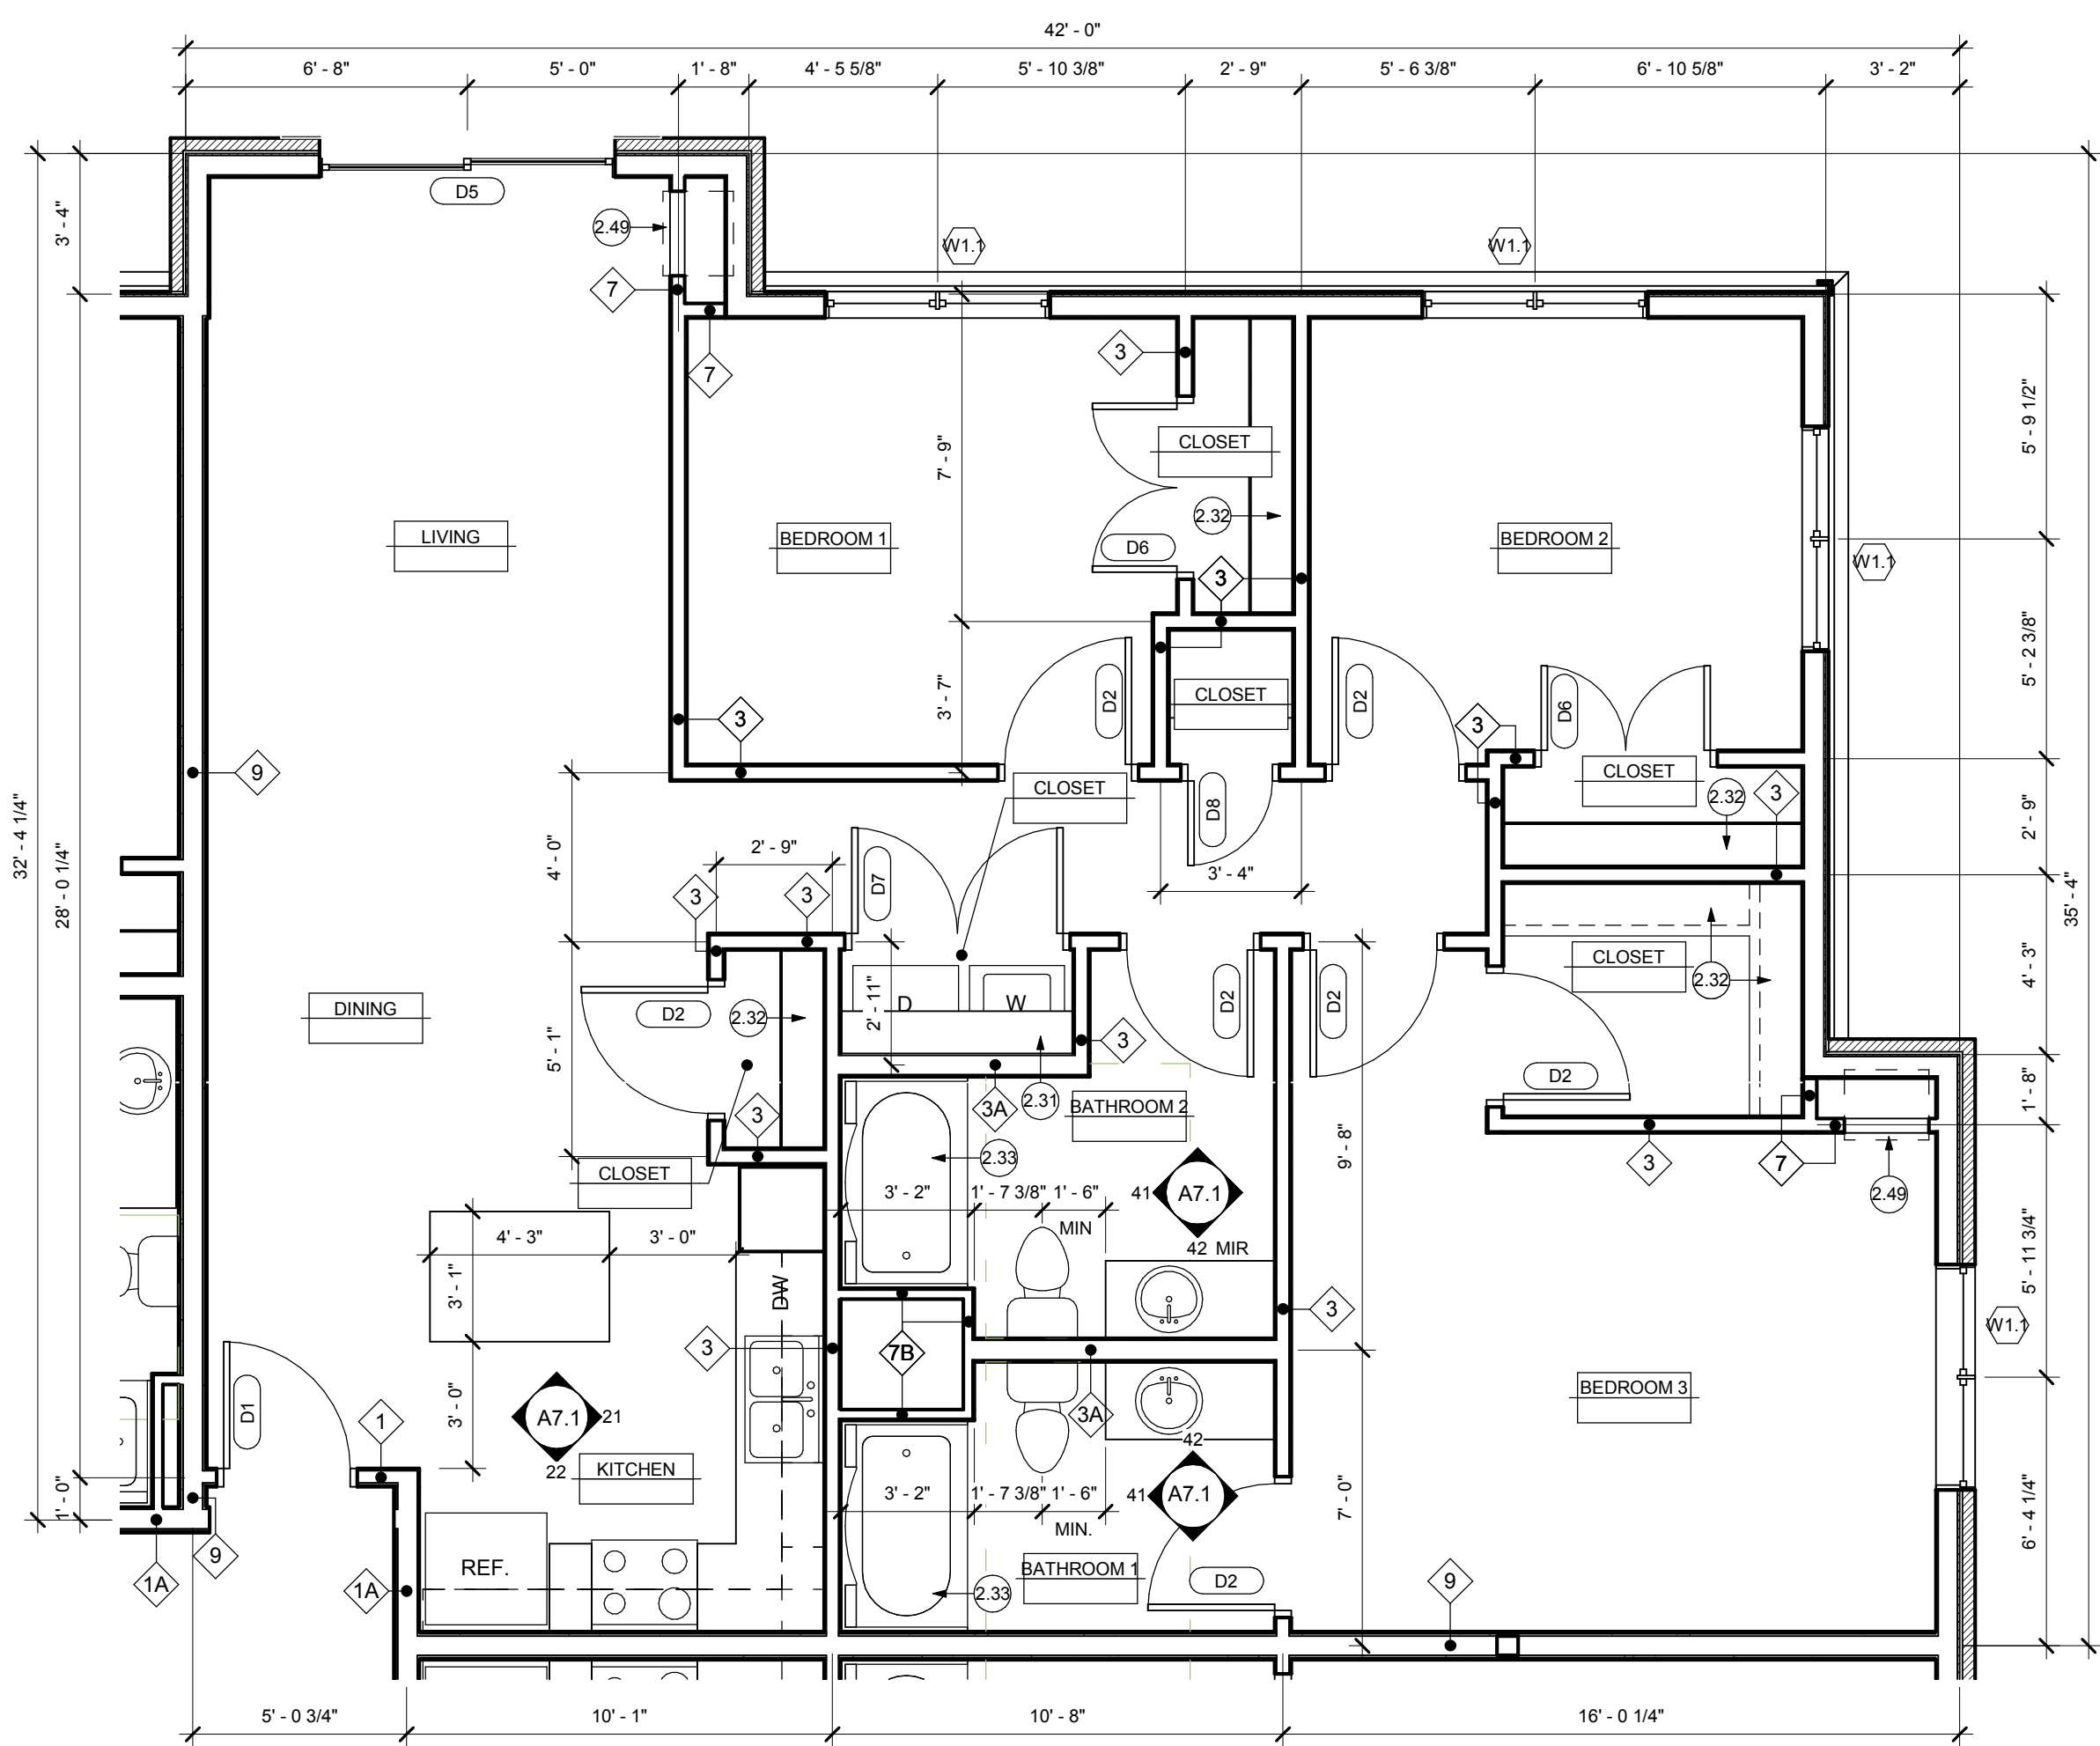 42' - 0"
6' - 8"
5' - 0"
1' - 8"
4' - 5 5/8"
5' - 10 3/8"
2' - 9"
5' - 6 3/8"
6' - 10 5/8"
3' - 2"
D5
3' - 4"
2.49
W1.1
W1.1
7
7
3
CLOSET
7' - 9"
2.32
5' - 9 1/2"
LIVING
BEDROOM 1
D6
BEDROOM 2
W1.1
3
5' - 2 3/8"
3' - 7"
D2
CLOSET
D2
D6
3
3
9
CLOSET
D8
CLOSET
2.32
3
2' - 9"
32' - 4 1/4"
28' - 0 1/4"
4' - 0"
2' - 9"
D7
3' - 4"
35' - 4"
3
3
CLOSET
2.32
4' - 3"
DINING
D2
2.32
2' - 11"
D
W
D2
D2
5' - 1"
3
D2
3
3A
2.31
BATHROOM 2
1' - 8"
CLOSET
2.33
9' - 8"
3
7
2.49
3' - 2"
1' - 7 3/8"
1' - 6"
MIN
41
A7.1
42
MIR
4' - 3"
3' - 0"
3' - 1"
DW
5' - 11 3/4"
3
7B
3
W1.1
3' - 0"
D1
A7.1
21
22
3A
BEDROOM 3
1
42
KITCHEN
3' - 2"
1' - 7 3/8"
1' - 6"
MIN.
41
A7.1
7' - 0"
1' - 0"
6' - 4 1/4"
9
1A
1A
REF.
BATHROOM 1
2.33
D2
9
5' - 0 3/4"
10' - 1"
10' - 8"
16' - 0 1/4"